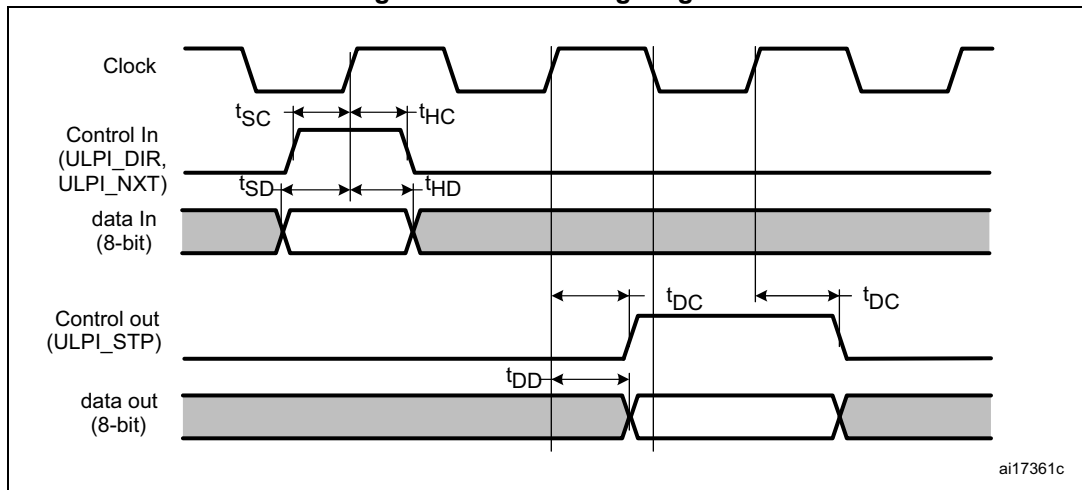 Clock
tSC
tHC
Control In
(ULPI_DIR,
ULPI_NXT)
tSD
tHD
data In
(8-bit)
tDC
tDC
Control out
(ULPI_STP)
tDD
data out
(8-bit)
ai17361c